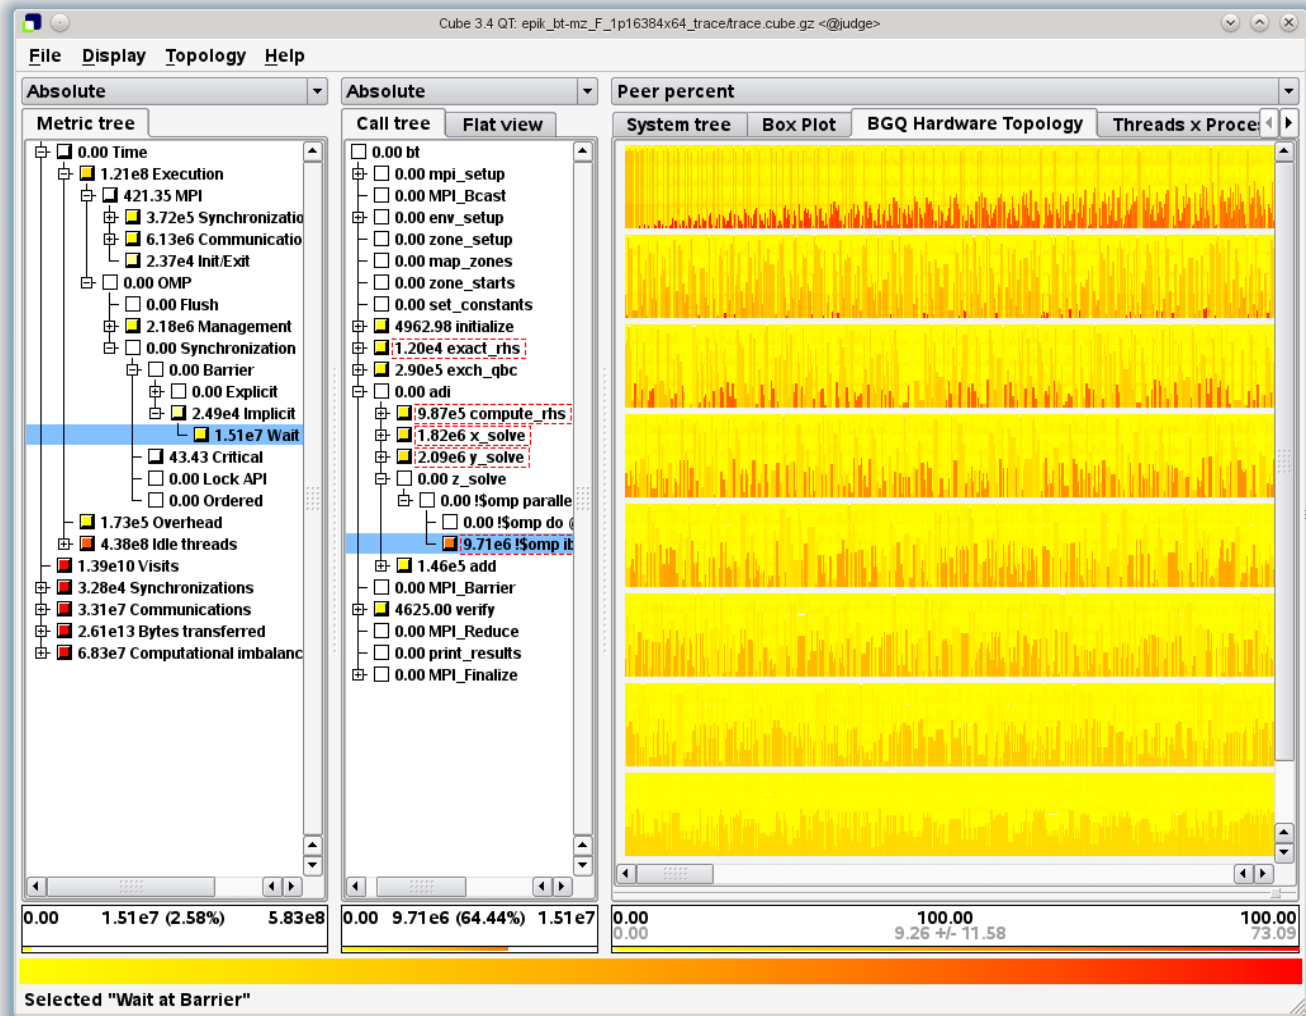 Cube 3.4 QT: epik_bt-mz_F_1p16384x64_trace/trace.cube.gz <@judge>
File Display Topology Help
Absolute
Metric tree
0.00 Time
1.21e8 Execution
421.35 MPI
3.72e5 Synchronizatio
6.13e6 Communicatio
2.37e4 Init/Exit
0.00 OMP
0.00 Flush
2.18e6 Management
0.00 Synchronization
0.00 Barrier
0.00 Explicit
2.49e4 Implicit
1.51e7 Wait
43.43 Critical
0.00 Lock API
0.00 Ordered
1.73e5 Overhead
4.38e8 Idle threads
1.39e10 Visits
3.28e4 Synchronizations
3.31e7 Communications
2.61e13 Bytes transferred
6.83e7 Computational imbalanc
0.00 1.51e7 (2.58%) 5.83e8
Absolute
Call tree Flat view
0.00 bt
0.00 mpi_setup
0.00 MPI_Bcast
0.00 env_setup
0.00 zone_setup
0.00 map_zones
0.00 zone_starts
0.00 set_constants
4962.98 initialize
1.20e4 exact_rhs
2.90e5 exch_qbc
0.00 adi
9.87e5 compute_rhs
1.82e6 x_solve
2.09e6 y_solve
0.00 z_solve
0.00 !$omp paralle
0.00 !$omp do @
9.71e6 !$omp ib
1.46e5 add
0.00 MPI_Barrier
4625.00 verify
0.00 MPI_Reduce
0.00 print_results
0.00 MPI_Finalize
0.00 9.71e6 (64.44%) 1.51e7
Peer percent
System tree Box Plot BGQ Hardware Topology Threads x Proce
0.00 100.00 100.00
0.00 9.26 +/- 11.58 73.09
Selected "Wait at Barrier"